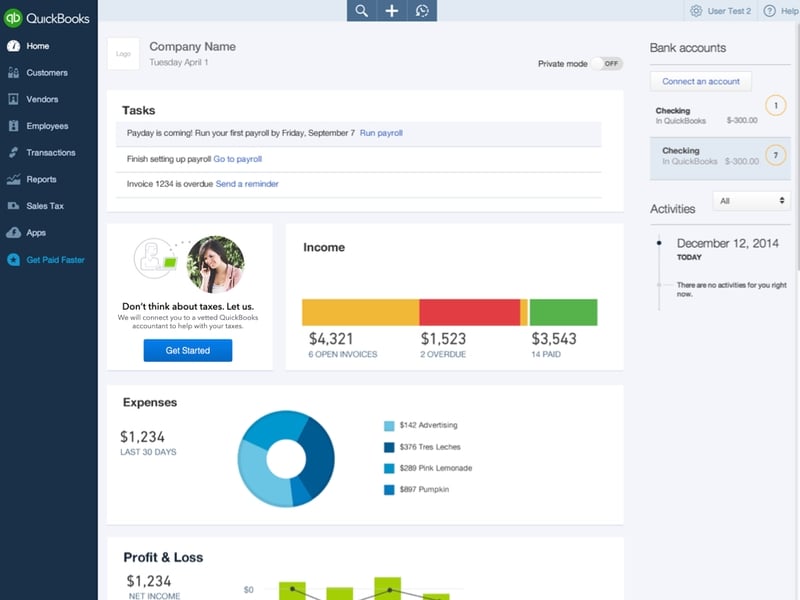 qb QuickBooks
User Test 2
? Help
Home
Customers
Vendors
Employees
Transactions
Reports
Sales Tax
Apps
Get Paid Faster
Logo
Company Name
Tuesday April 1
Private mode OFF
Tasks
Payday is coming! Run your first payroll by Friday, September 7 Run payroll
Finish setting up payroll Go to payroll
Invoice 1234 is overdue Send a reminder
Don't think about taxes. Let us.
We will connect you to a vetted QuickBooks
accountant to help with your taxes.
Get Started
Income
$4,321
6 OPEN INVOICES
$1,523
2 OVERDUE
$3,543
14 PAID
Expenses
$1,234
LAST 30 DAYS
$142 Advertising
$376 Tres Leches
$289 Pink Lemonade
$897 Pumpkin
Profit & Loss
$1,234
NET INCOME
$0
Bank accounts
Connect an account
Checking
In QuickBooks $-300.00
1
Checking
In QuickBooks $-300.00
7
Activities
All
December 12, 2014
TODAY
There are no activities for you right
now.